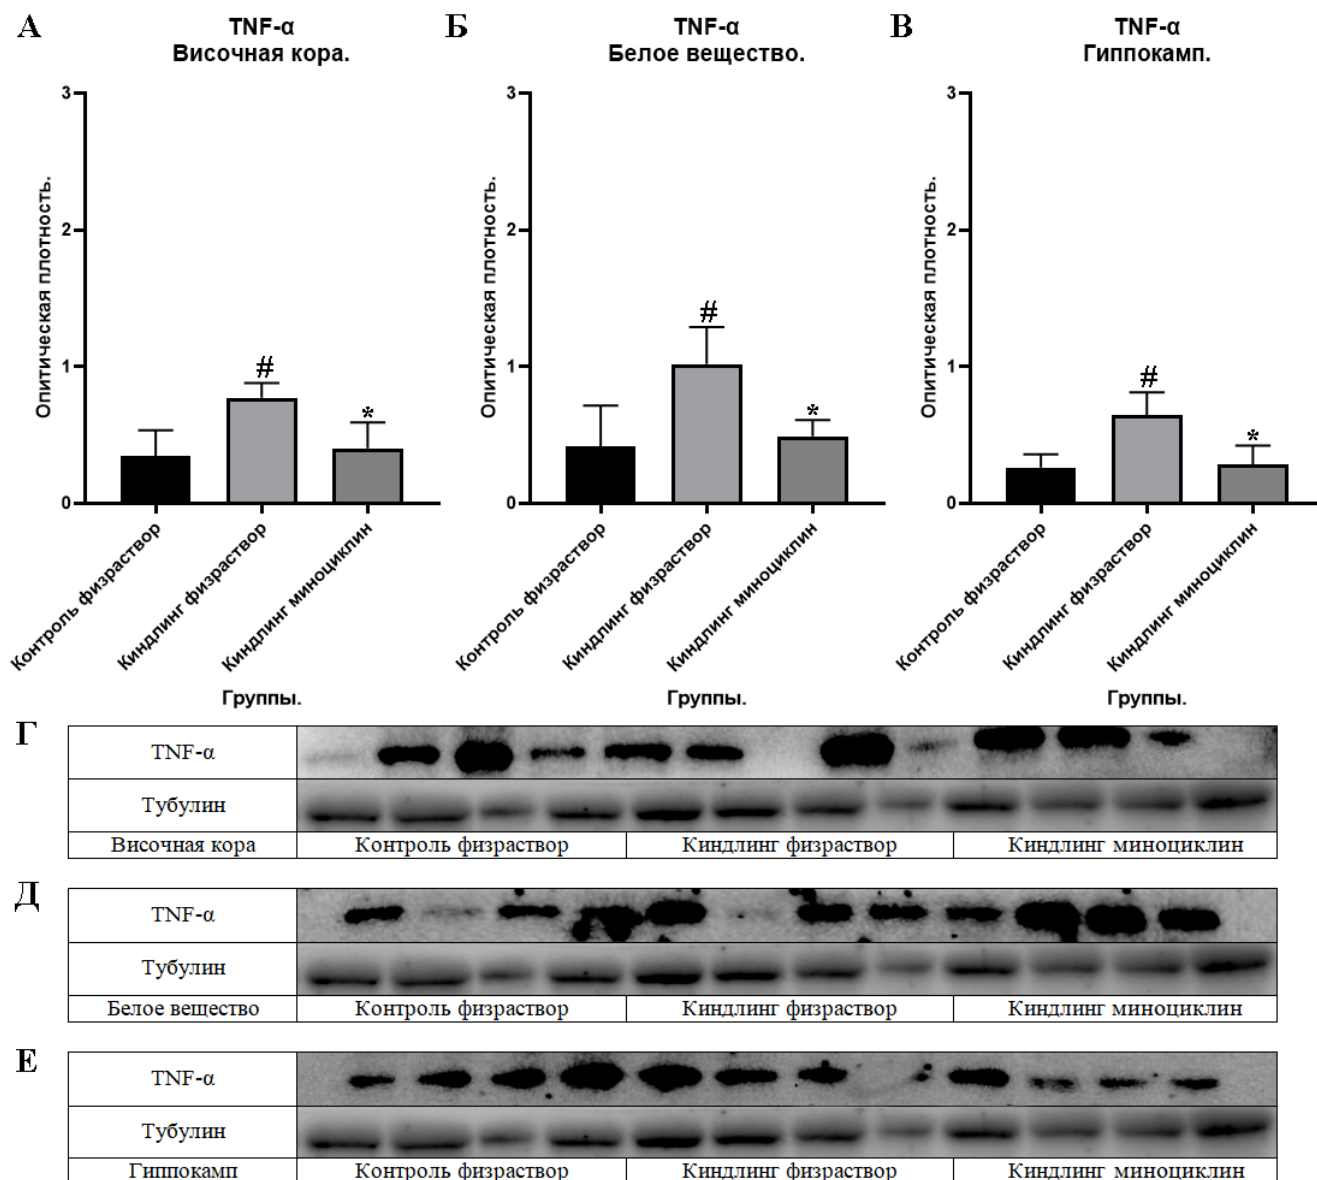 А
TNF-α
Височная кора.
3
2
1
0
Опитическая плотность.
#
*
Контроль физраствор
Киндлинг физраствор
Киндлинг миноциклин
Группы.
Б
TNF-α
Белое вещество.
3
2
1
0
Опитическая плотность.
#
*
Контроль физраствор
Киндлинг физраствор
Киндлинг миноциклин
Группы.
В
TNF-α
Гиппокамп.
3
2
1
0
Опитическая плотность.
#
*
Контроль физраствор
Киндлинг физраствор
Киндлинг миноциклин
Группы.
Г
TNF-α
Тубулин
Височная кора Контроль физраствор Киндлинг физраствор Киндлинг миноциклин
Д
TNF-α
Тубулин
Белое вещество Контроль физраствор Киндлинг физраствор Киндлинг миноциклин
Е
TNF-α
Тубулин
Гиппокамп Контроль физраствор Киндлинг физраствор Киндлинг миноциклин